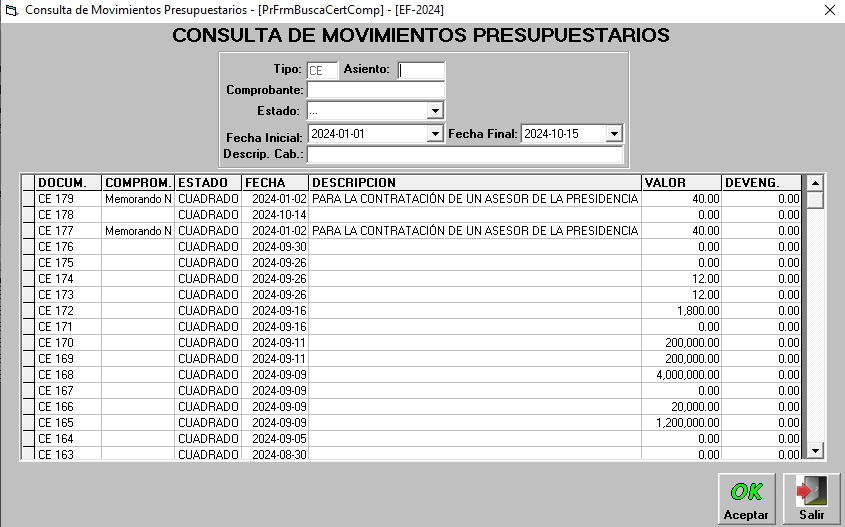 Consulta de Movimientos Presupuestarios - [PrFrmBuscaCertComp] - [EF-2024]
CONSULTA DE MOVIMIENTOS PRESUPUESTARIOS
Tipo: CE Asiento:
Comprobante:
Estado: ...
Fecha Inicial: 2024-01-01 Fecha Final: 2024-10-15
Descrip. Cab.:
DOCUM. COMPROM. ESTADO FECHA DESCRIPCION VALOR DEVENG.
CE 179 Memorando N CUADRADO 2024-01-02 PARA LA CONTRATACIÓN DE UN ASESOR DE LA PRESIDENCIA 40.00 0.00
CE 178 CUADRADO 2024-10-14 0.00 0.00
CE 177 Memorando N CUADRADO 2024-01-02 PARA LA CONTRATACIÓN DE UN ASESOR DE LA PRESIDENCIA 40.00 0.00
CE 176 CUADRADO 2024-09-30 0.00 0.00
CE 175 CUADRADO 2024-09-26 0.00 0.00
CE 174 CUADRADO 2024-09-26 12.00 0.00
CE 173 CUADRADO 2024-09-26 12.00 0.00
CE 172 CUADRADO 2024-09-16 1,800.00 0.00
CE 171 CUADRADO 2024-09-16 0.00 0.00
CE 170 CUADRADO 2024-09-11 200,000.00 0.00
CE 169 CUADRADO 2024-09-11 200,000.00 0.00
CE 168 CUADRADO 2024-09-09 4,000,000.00 0.00
CE 167 CUADRADO 2024-09-09 0.00 0.00
CE 166 CUADRADO 2024-09-09 20,000.00 0.00
CE 165 CUADRADO 2024-09-09 1,200,000.00 0.00
CE 164 CUADRADO 2024-09-05 0.00 0.00
CE 163 CUADRADO 2024-08-30 0.00 0.00
OK
Aceptar Salir